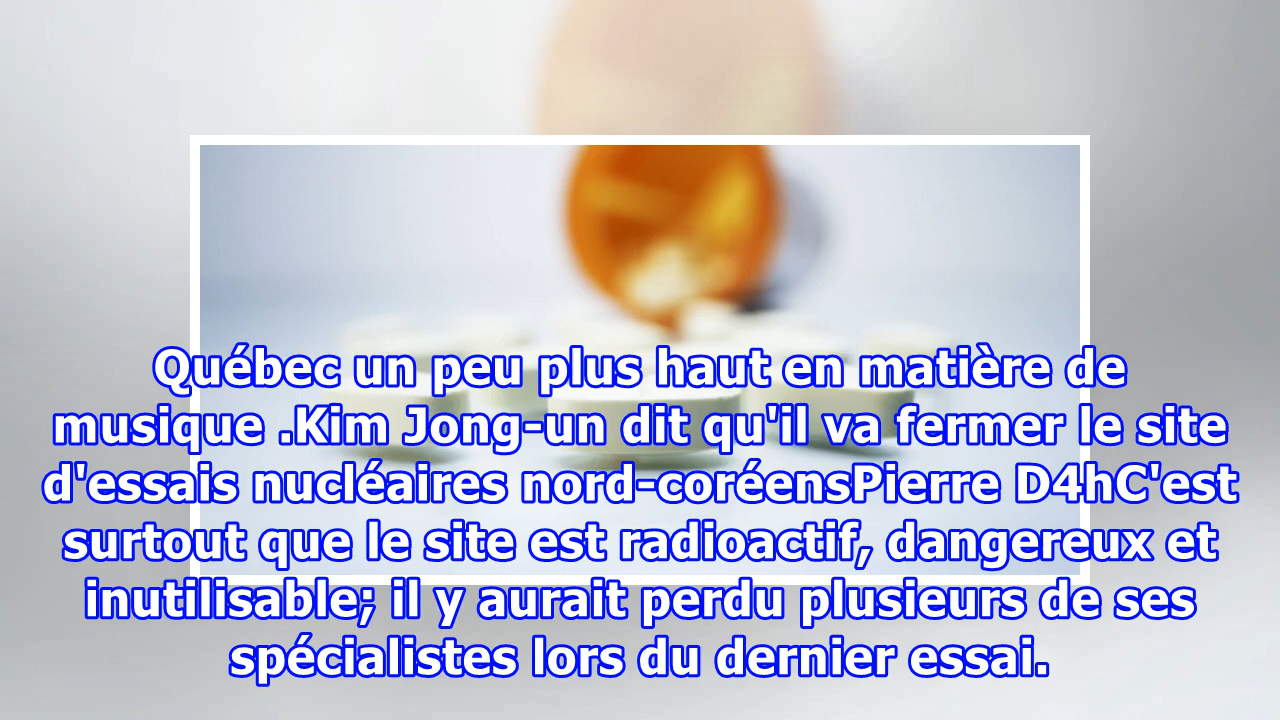 Québec un peu plus haut en matière de
musique .Kim Jong-un dit qu'il va fermer le site
d'essais nucléaires nord-coréensPierre D4hC'est
surtout que le site est radioactif, dangereux et
inutilisable; il y aurait perdu plusieurs de ses
spécialistes lors du dernier essai.